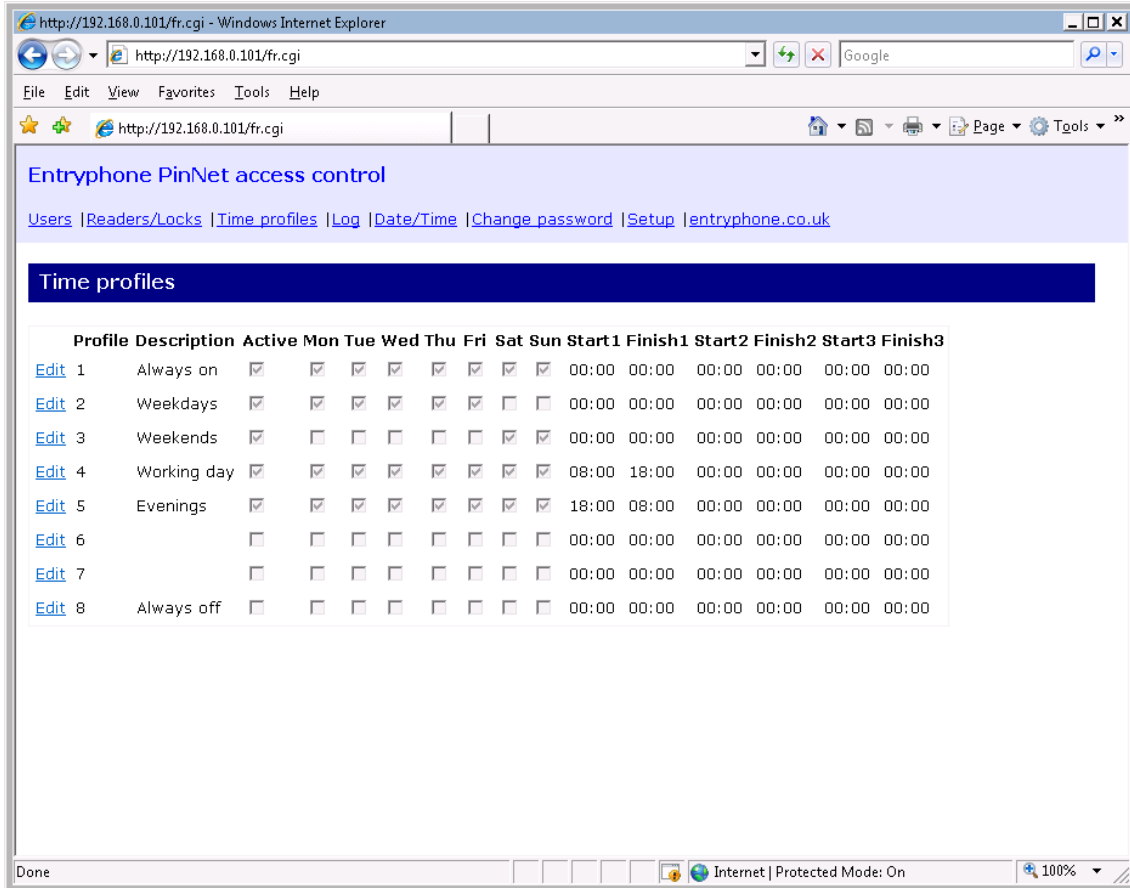 http://192.168.0.101/fr.cgi - Windows Internet Explorer
http://192.168.0.101/fr.cgi Google
File Edit View Favorites Tools Help
http://192.168.0.101/fr.cgi Page Tools »
Entryphone PinNet access control
Users |Readers/Locks |Time profiles |Log |Date/Time |Change password |Setup |entryphone.co.uk
Time profiles
Profile Description Active Mon Tue Wed Thu Fri Sat Sun Start1 Finish1 Start2 Finish2 Start3 Finish3
Edit 1 Always on 00:00 00:00 00:00 00:00 00:00 00:00
Edit 2 Weekdays 00:00 00:00 00:00 00:00 00:00 00:00
Edit 3 Weekends 00:00 00:00 00:00 00:00 00:00 00:00
Edit 4 Working day 08:00 18:00 00:00 00:00 00:00 00:00
Edit 5 Evenings 18:00 08:00 00:00 00:00 00:00 00:00
Edit 6 00:00 00:00 00:00 00:00 00:00 00:00
Edit 7 00:00 00:00 00:00 00:00 00:00 00:00
Edit 8 Always off 00:00 00:00 00:00 00:00 00:00 00:00
Done Internet | Protected Mode: On 100%